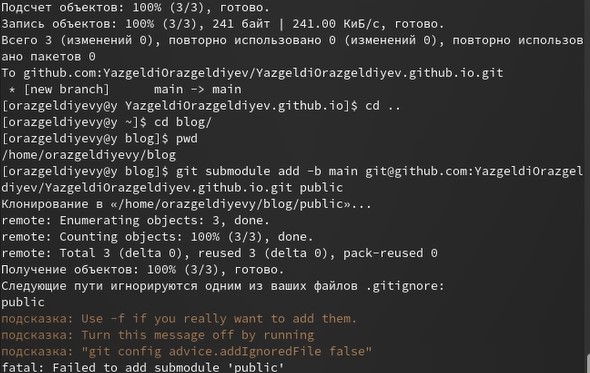 Подсчет объектов: 100% (3/3), готово.
Запись объектов: 100% (3/3), 241 байт | 241.00 КиБ/с, готово.
Всего 3 (изменений 0), повторно использовано 0 (изменений 0), повторно использов
ано пакетов 0
To github.com:YazgeldiOrazgeldiyev/YazgeldiOrazgeldiyev.github.io.git
 * [new branch]      main -> main
[orazgeldiyevy@y YazgeldiOrazgeldiyev.github.io]$ cd ..
[orazgeldiyevy@y ~]$ cd blog/
[orazgeldiyevy@y blog]$ pwd
/home/orazgeldiyevy/blog
[orazgeldiyevy@y blog]$ git submodule add -b main git@github.com:YazgeldiOrazgel
diyev/YazgeldiOrazgeldiyev.github.io.git public
Клонирование в «/home/orazgeldiyevy/blog/public»...
remote: Enumerating objects: 3, done.
remote: Counting objects: 100% (3/3), done.
remote: Total 3 (delta 0), reused 3 (delta 0), pack-reused 0
Получение объектов: 100% (3/3), готово.
Следующие пути игнорируются одним из ваших файлов .gitignore:
public
подсказка: Use -f if you really want to add them.
подсказка: Turn this message off by running
подсказка: "git config advice.addIgnoredFile false"
fatal: Failed to add submodule 'public'